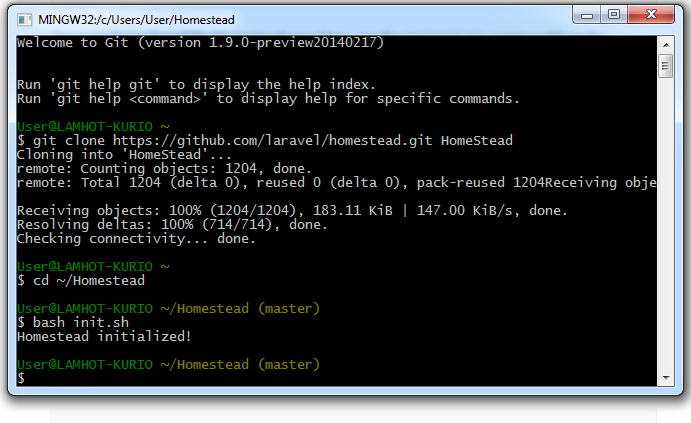 MINGW32:/c/Users/User/Homestead
Welcome to Git (version 1.9.0-preview20140217)
Run 'git help git' to display the help index.
Run 'git help <command>' to display help for specific commands.
User@LAMHOT-KURIO ~
$ git clone https://github.com/laravel/homestead.git HomeStead
Cloning into 'HomeStead'...
remote: Counting objects: 1204, done.
remote: Total 1204 (delta 0), reused 0 (delta 0), pack-reused 1204Receiving obje
Receiving objects: 100% (1204/1204), 183.11 KiB | 147.00 KiB/s, done.
Resolving deltas: 100% (714/714), done.
Checking connectivity... done.
User@LAMHOT-KURIO ~
$ cd ~/Homestead
User@LAMHOT-KURIO ~/Homestead (master)
$ bash init.sh
Homestead initialized!
User@LAMHOT-KURIO ~/Homestead (master)
$